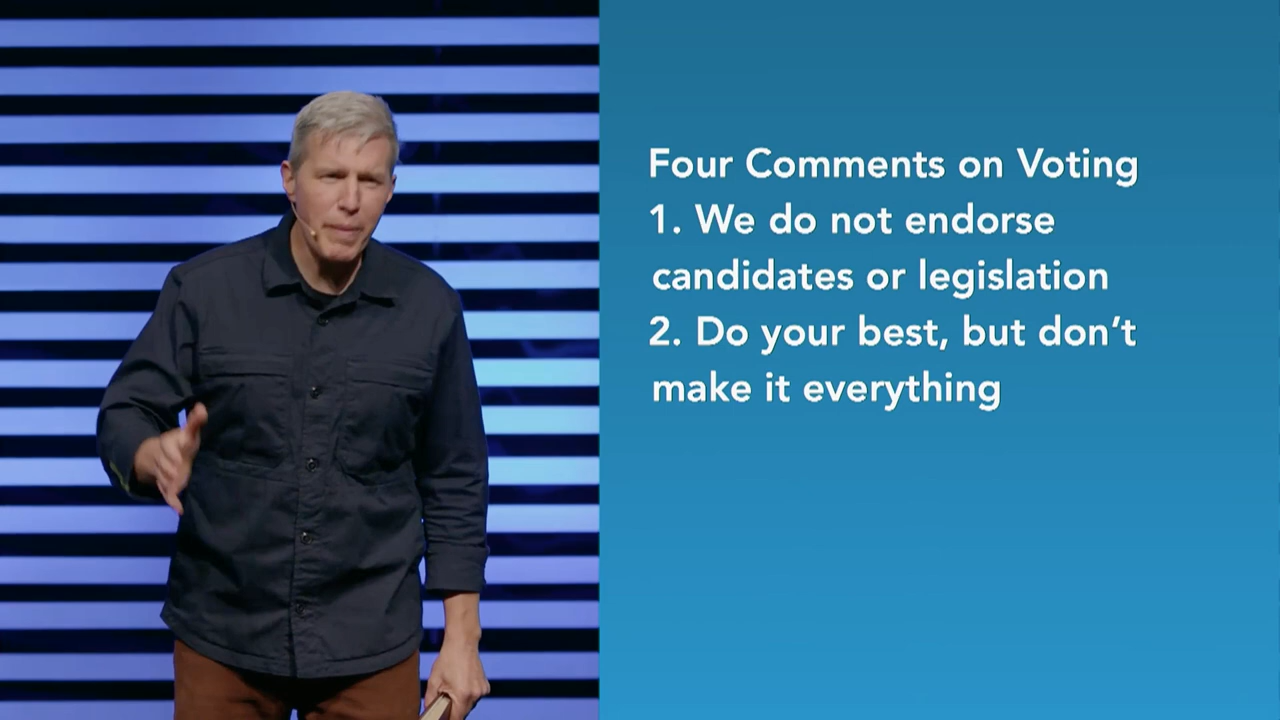 Four Comments on Voting
1. We do not endorse
candidates or legislation
2. Do your best, but don’t
make it everything